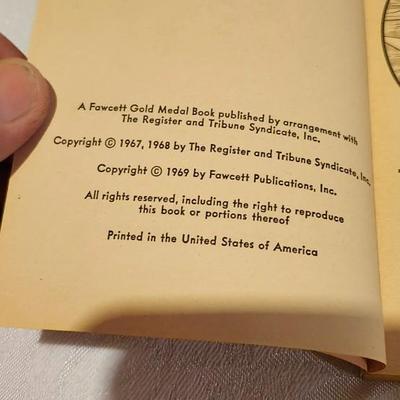 A Fawcett Gold Medal Book published by arrangement with
The Register and Tribune Syndicate, Inc.
Copyright © 1967, 1968 by The Register and Tribune Syndicate, Inc.
Copyright © 1969 by Fawcett Publications, Inc.
All rights reserved, including the right to reproduce
this book or portions thereof
Printed in the United States of America